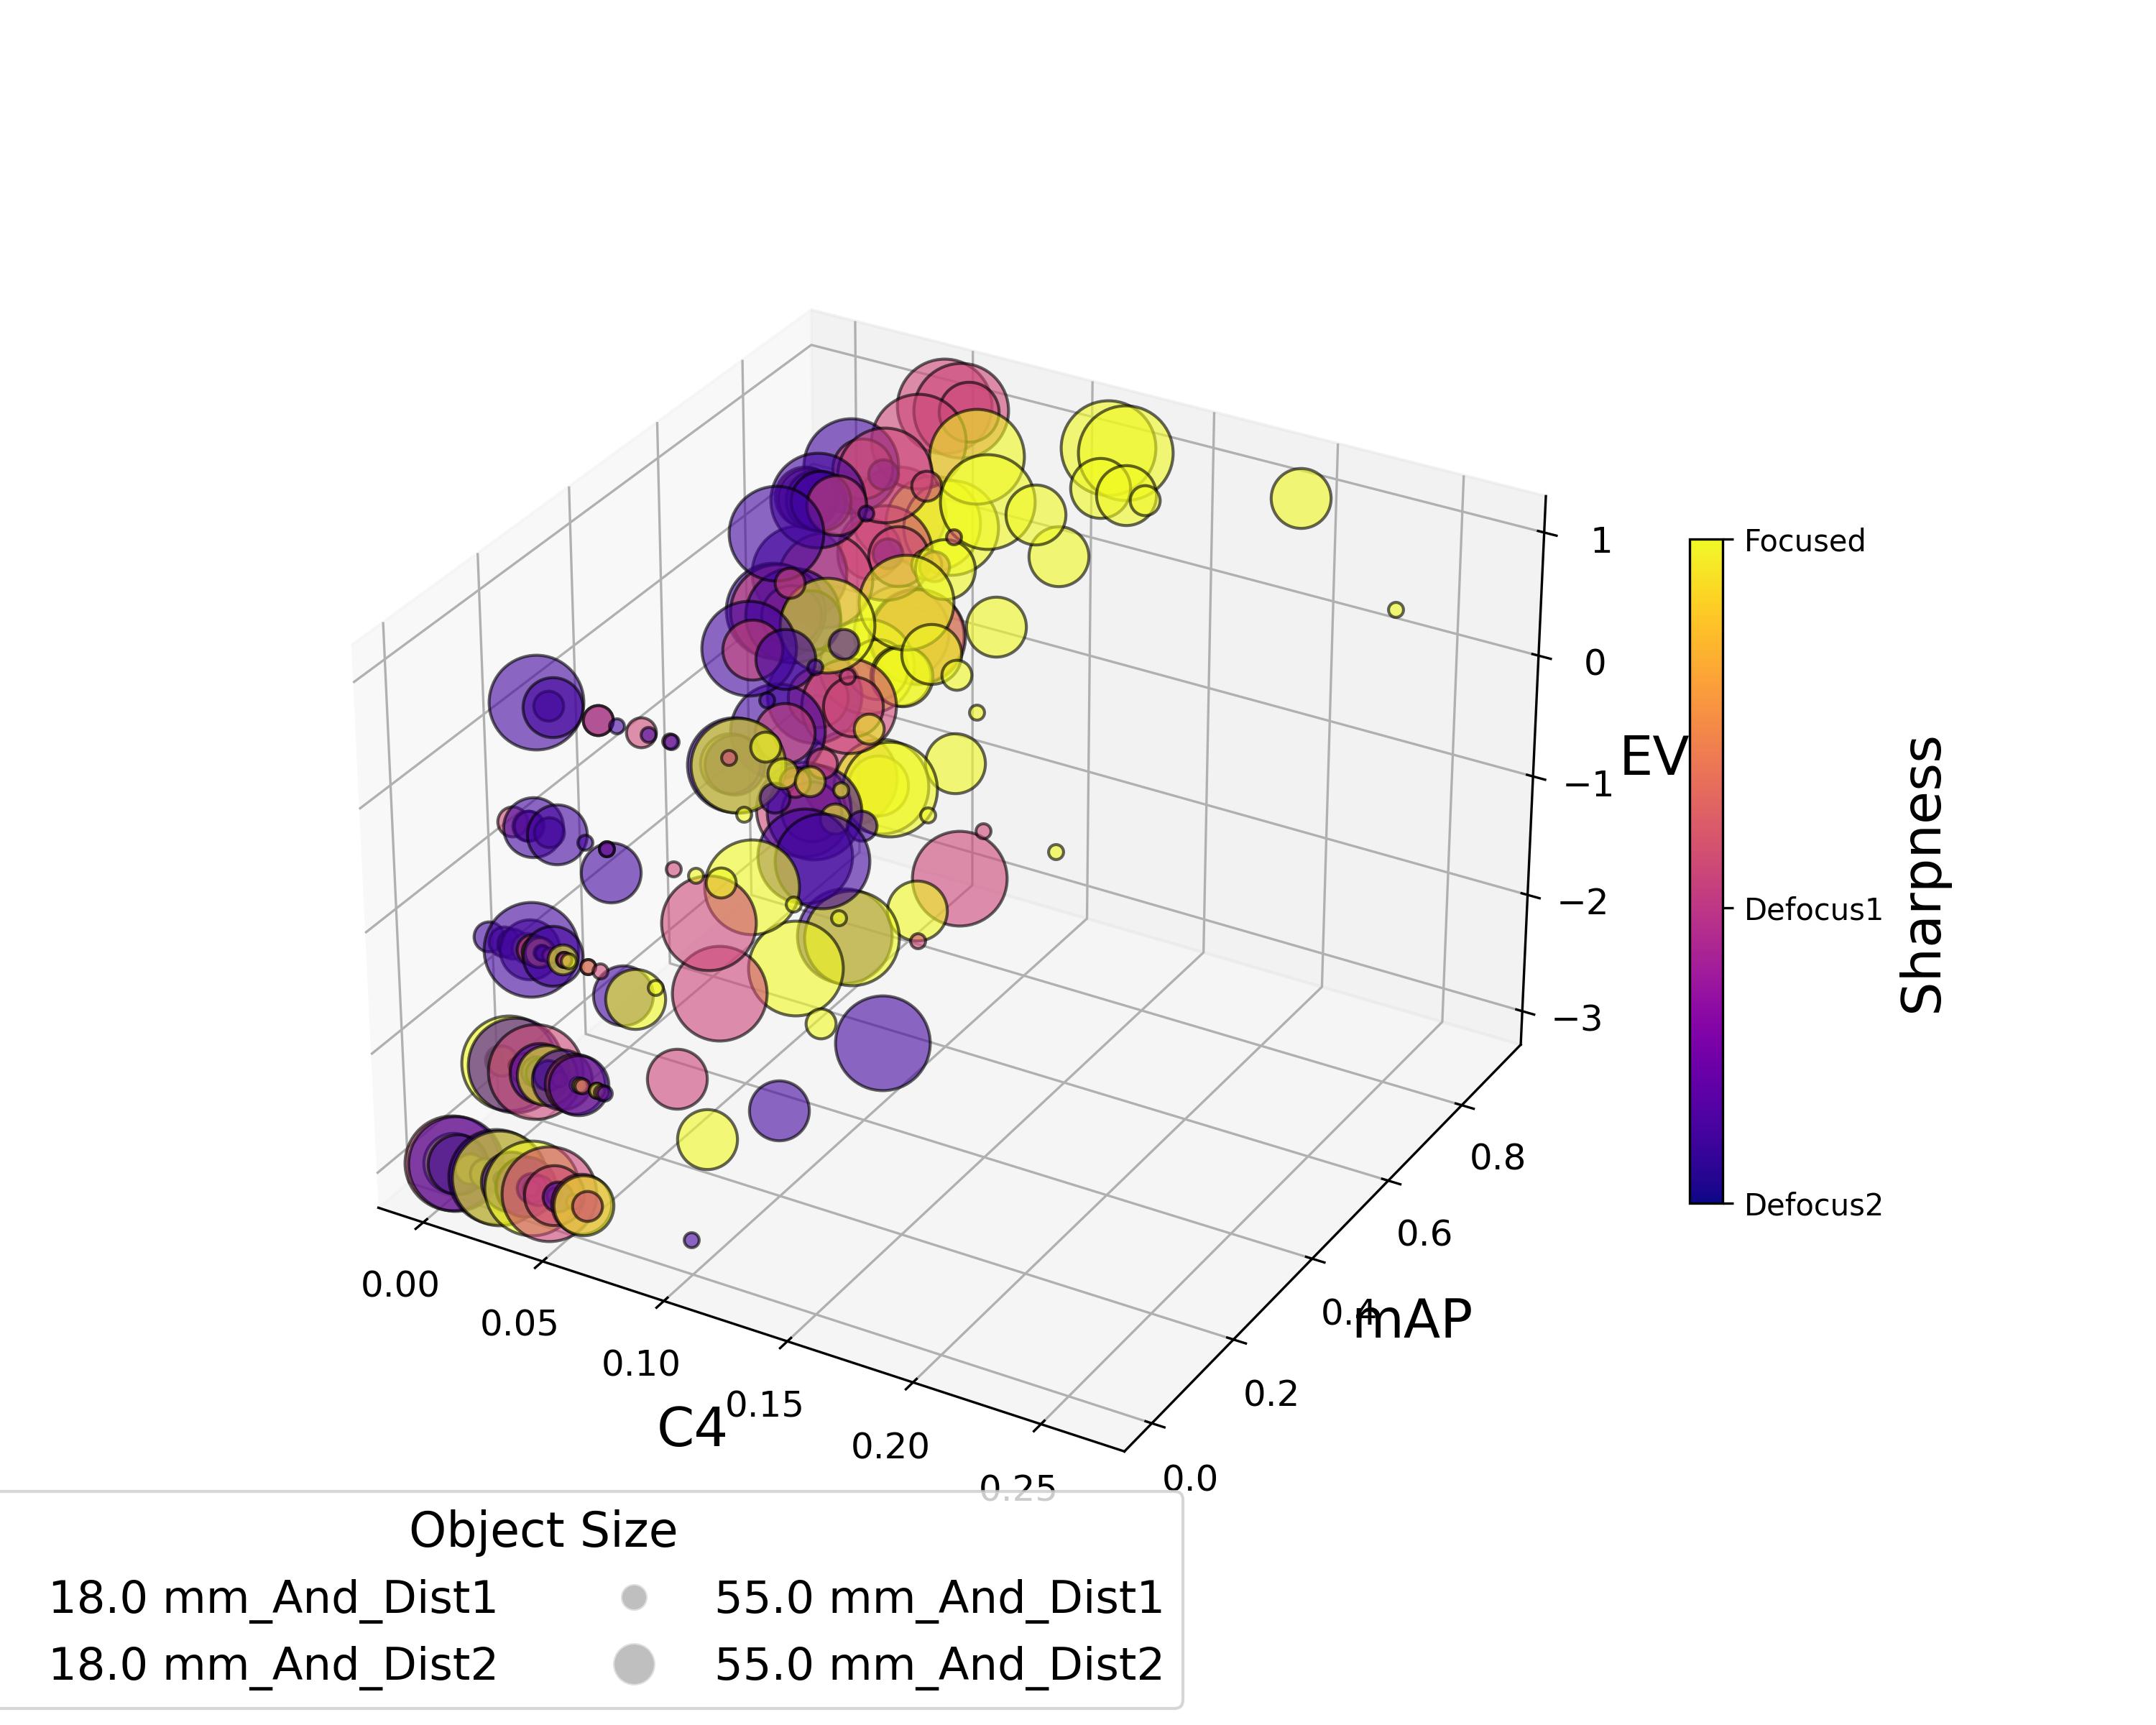 1
0
−1
−2
−3
EV
0.8
0.6
0.4
0.2
0.0
mAP
0.00
0.05
0.10
0.15
0.20
0.25
C4
Focused
Defocus1
Defocus2
Sharpness
Object Size
18.0 mm_And_Dist1
55.0 mm_And_Dist1
18.0 mm_And_Dist2
55.0 mm_And_Dist2